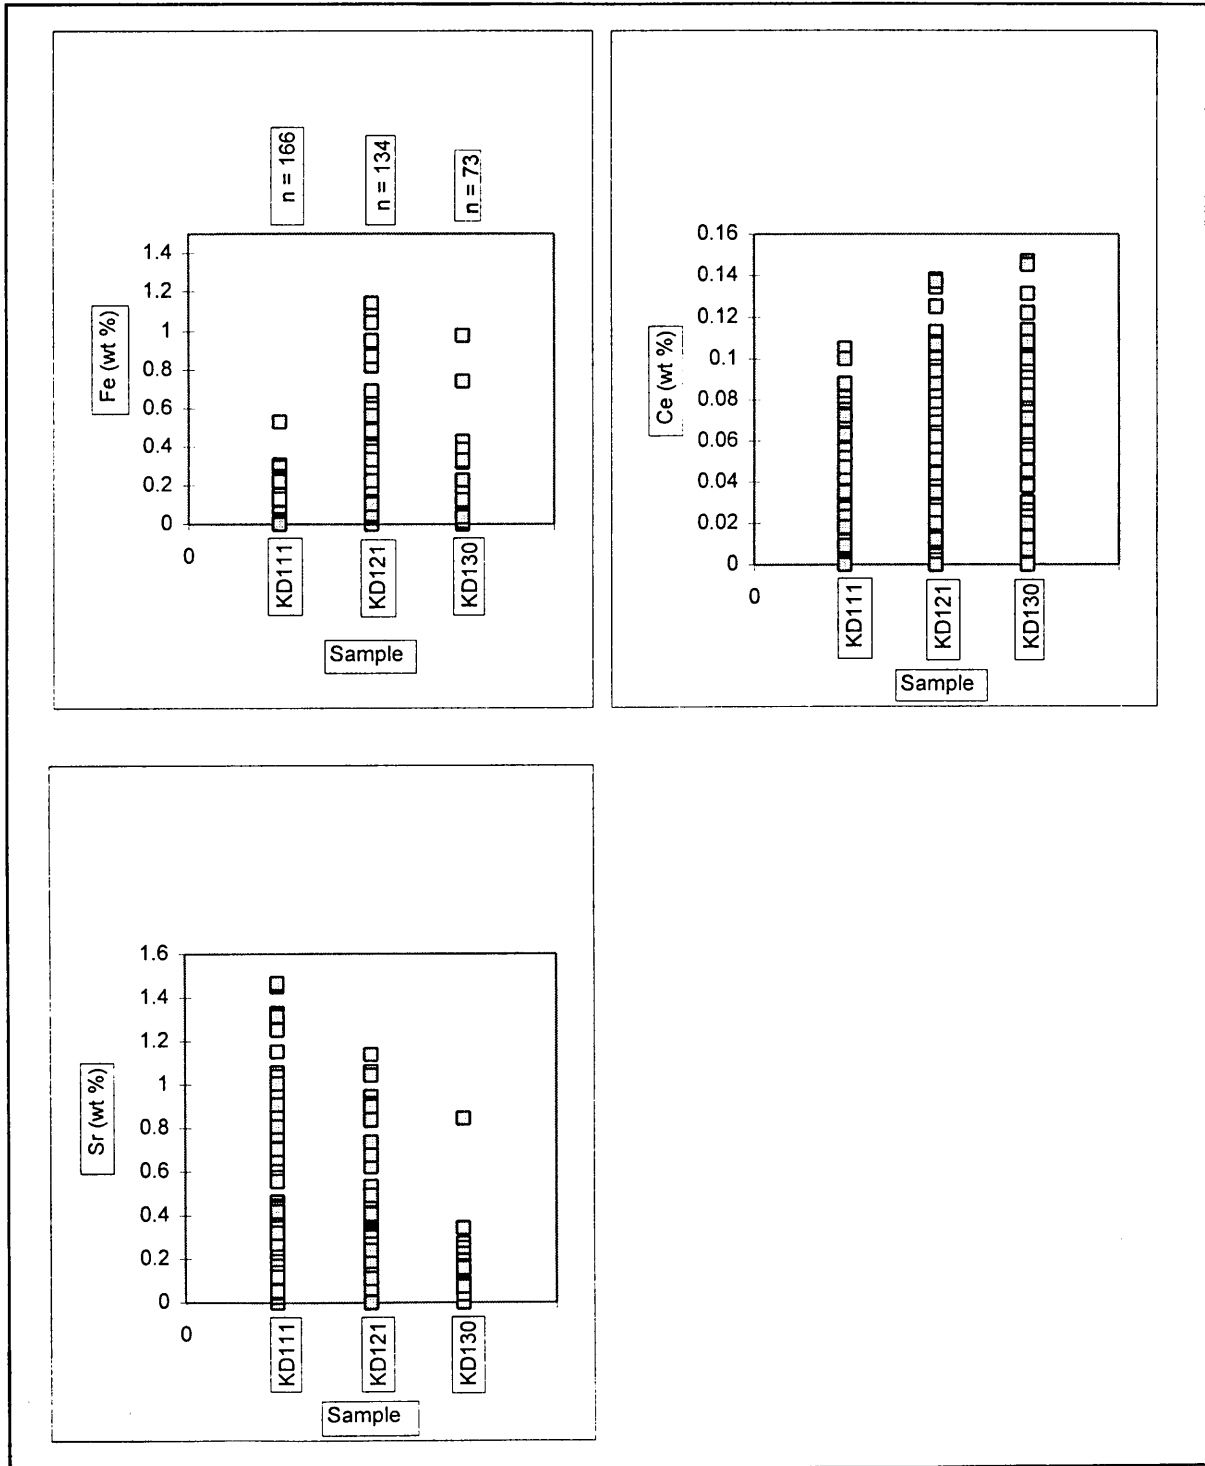 n = 166
n = 134
n = 73
Fe (wt %)
1.4
1.2
1
0.8
0.6
0.4
0.2
0
0
KD111
KD121
KD130
Sample
Ce (wt %)
0.16
0.14
0.12
0.1
0.08
0.06
0.04
0.02
0
0
KD111
KD121
KD130
Sample
Sr (wt %)
1.6
1.4
1.2
1
0.8
0.6
0.4
0.2
0
0
KD111
KD121
KD130
Sample